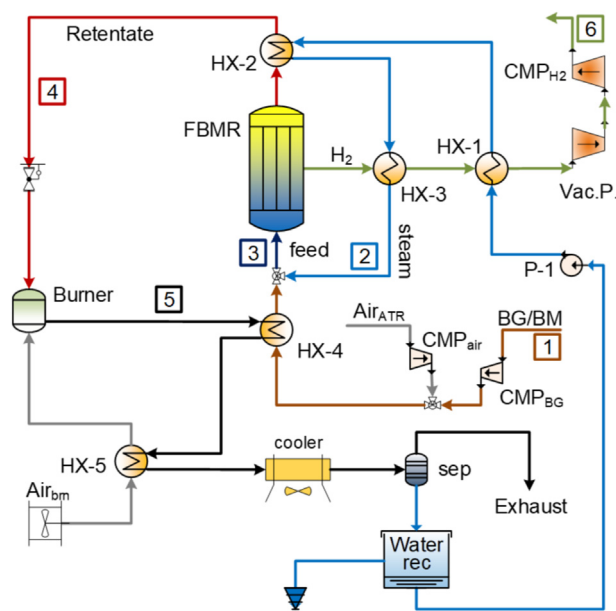 Retentate
6
HX-2
CMPH2
4
FBMR
HX-1
H2
HX-3
Vac.P.
3
feed
2
steam
P-1
Burner
5
AirATR
BG/BM
HX-4
CMPair
1
CMPBG
cooler
HX-5
sep
Airbm
Exhaust
Water
rec